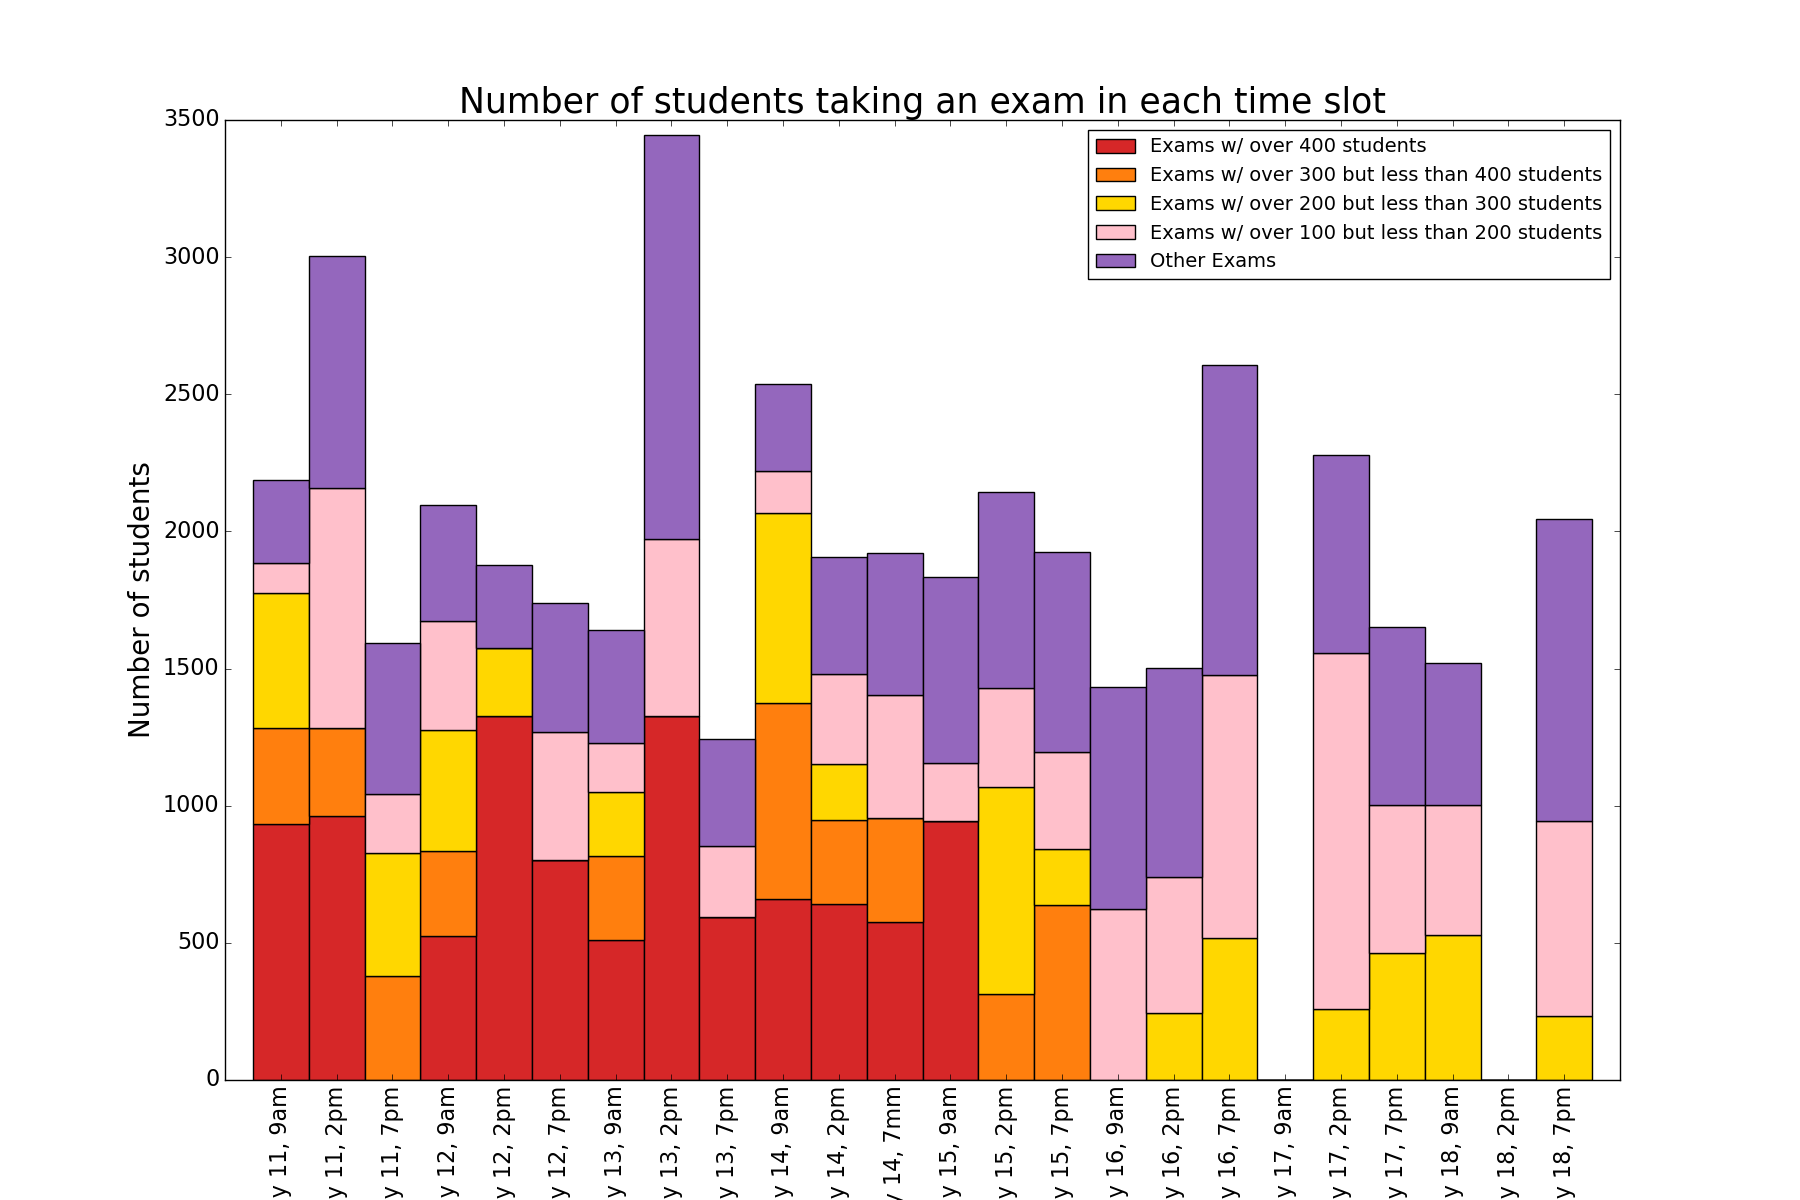 Number of students taking an exam in each time slot
Exams w/ over 400 students
Exams w/ over 300 but less than 400 students
Exams w/ over 200 but less than 300 students
Exams w/ over 100 but less than 200 students
Other Exams
Number of students
3500
3000
2500
2000
1500
1000
500
0
y 11, 9am
y 11, 2pm
y 11, 7pm
y 12, 9am
y 12, 2pm
y 12, 7pm
y 13, 9am
y 13, 2pm
y 13, 7pm
y 14, 9am
y 14, 2pm
y 14, 7mm
y 15, 9am
y 15, 2pm
y 15, 7pm
y 16, 9am
y 16, 2pm
y 16, 7pm
y 17, 9am
y 17, 2pm
y 17, 7pm
y 18, 9am
y 18, 2pm
y 18, 7pm